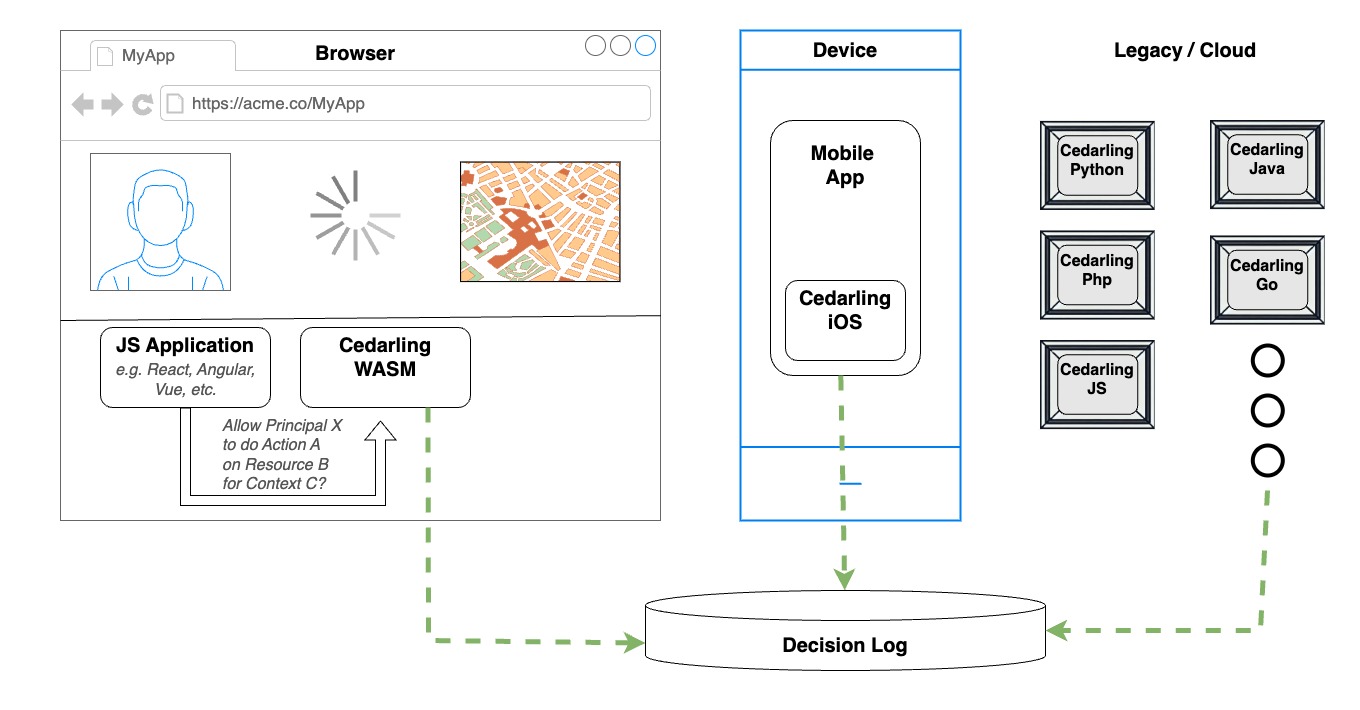 MyApp
Browser
https://acme.co/MyApp
JS Application
e.g. React, Angular,
Vue, etc.
Cedarling
WASM
Allow Principal X
to do Action A
on Resource B
for Context C?
Device
Mobile
App
Cedarling
iOS
Legacy / Cloud
Cedarling
Python
Cedarling
Java
Cedarling
Php
Cedarling
Go
Cedarling
JS
Decision Log